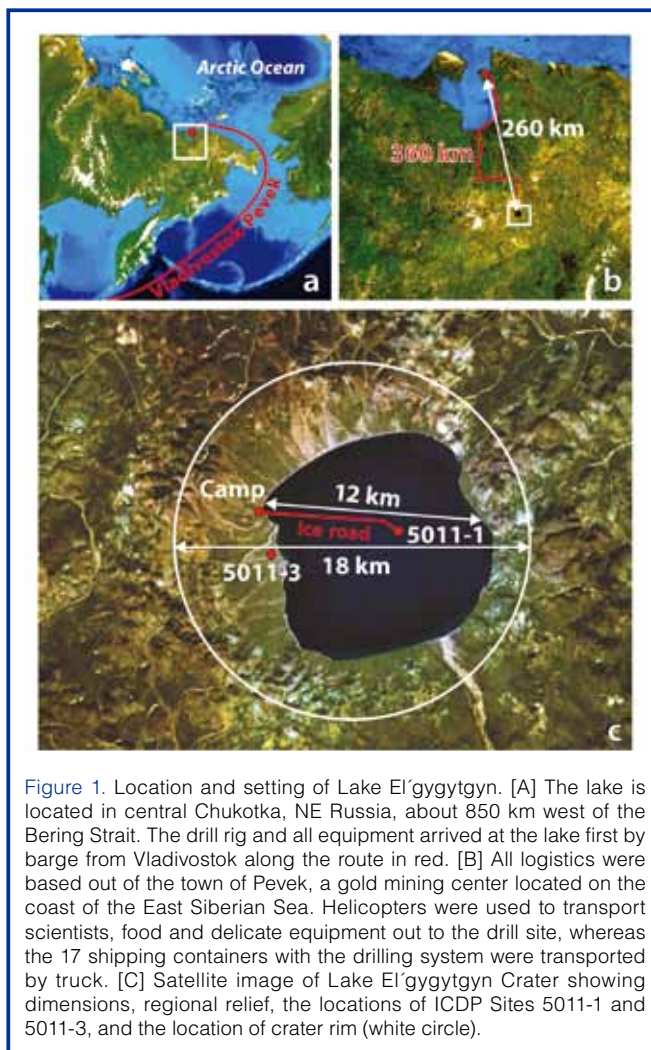 Arctic Ocean
Vladivostok Pevek
a
260 km
360 km
b
Camp
12 km
Ice road
5011-1
5011-3
18 km
c
Figure 1. Location and setting of Lake El´gygytgyn. [A] The lake is
located in central Chukotka, NE Russia, about 850 km west of the
Bering Strait. The drill rig and all equipment arrived at the lake first by
barge from Vladivostok along the route in red. [B] All logistics were
based out of the town of Pevek, a gold mining center located on the
coast of the East Siberian Sea. Helicopters were used to transport
scientists, food and delicate equipment out to the drill site, whereas
the 17 shipping containers with the drilling system were transported
by truck. [C] Satellite image of Lake El´gygytgyn Crater showing
dimensions, regional relief, the locations of ICDP Sites 5011-1 and
5011-3, and the location of crater rim (white circle).